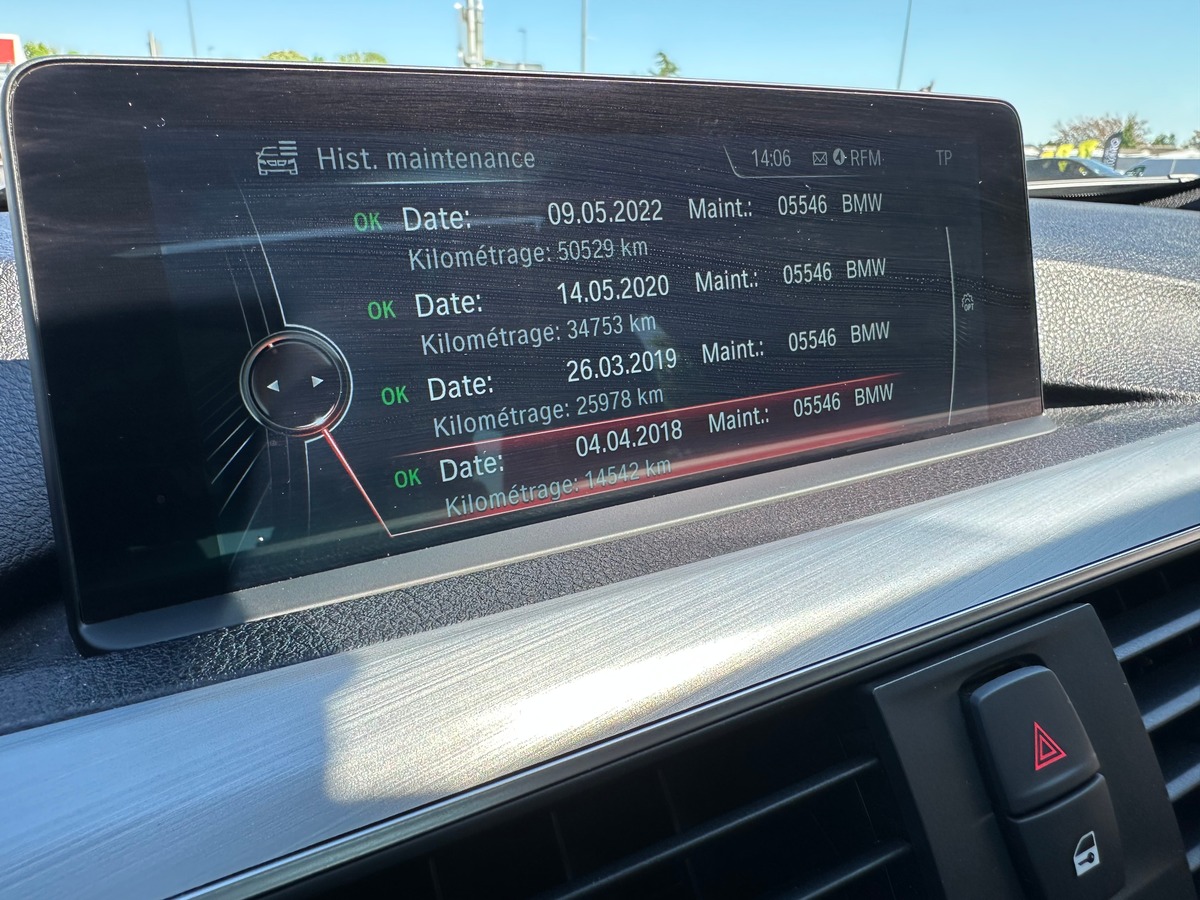 Hist. maintenance 14:06 RFM TP
OK Date: 09.05.2022 Maint.: 05546 BMW
Kilométrage: 50529 km
OK Date: 14.05.2020 Maint.: 05546 BMW
Kilométrage: 34753 km
OK Date: 26.03.2019 Maint.: 05546 BMW
Kilométrage: 25978 km
OK Date: 04.04.2018 Maint.: 05546 BMW
Kilométrage: 14542 km
OPT